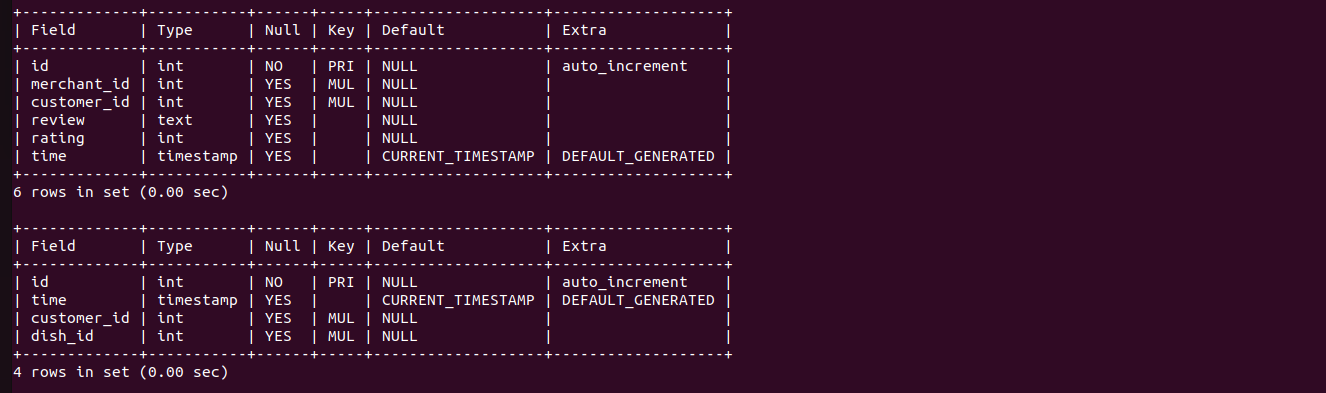 +-------------+-----------+------+-----+-------------------+-------------------+
| Field       | Type      | Null | Key | Default           | Extra             |
+-------------+-----------+------+-----+-------------------+-------------------+
| id          | int       | NO   | PRI | NULL              | auto_increment    |
| merchant_id | int       | YES  | MUL | NULL              |                   |
| customer_id | int       | YES  | MUL | NULL              |                   |
| review      | text      | YES  |     | NULL              |                   |
| rating      | int       | YES  |     | NULL              |                   |
| time        | timestamp | YES  |     | CURRENT_TIMESTAMP | DEFAULT_GENERATED |
+-------------+-----------+------+-----+-------------------+-------------------+
6 rows in set (0.00 sec)

+-------------+-----------+------+-----+-------------------+-------------------+
| Field       | Type      | Null | Key | Default           | Extra             |
+-------------+-----------+------+-----+-------------------+-------------------+
| id          | int       | NO   | PRI | NULL              | auto_increment    |
| time        | timestamp | YES  |     | CURRENT_TIMESTAMP | DEFAULT_GENERATED |
| customer_id | int       | YES  | MUL | NULL              |                   |
| dish_id     | int       | YES  | MUL | NULL              |                   |
+-------------+-----------+------+-----+-------------------+-------------------+
4 rows in set (0.00 sec)